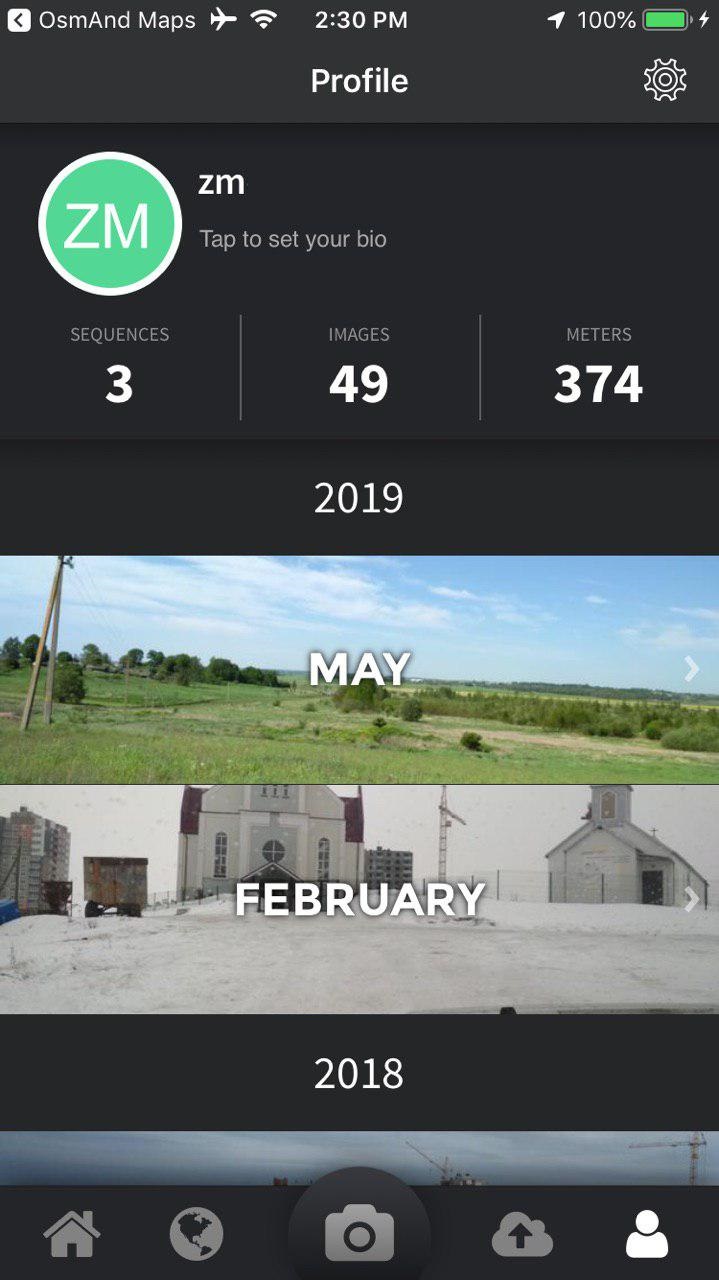 OsmAnd Maps 2:30 PM 100%
Profile
ZM
zm
Tap to set your bio
SEQUENCES IMAGES METERS
3 49 374
2019
MAY
FEBRUARY
2018